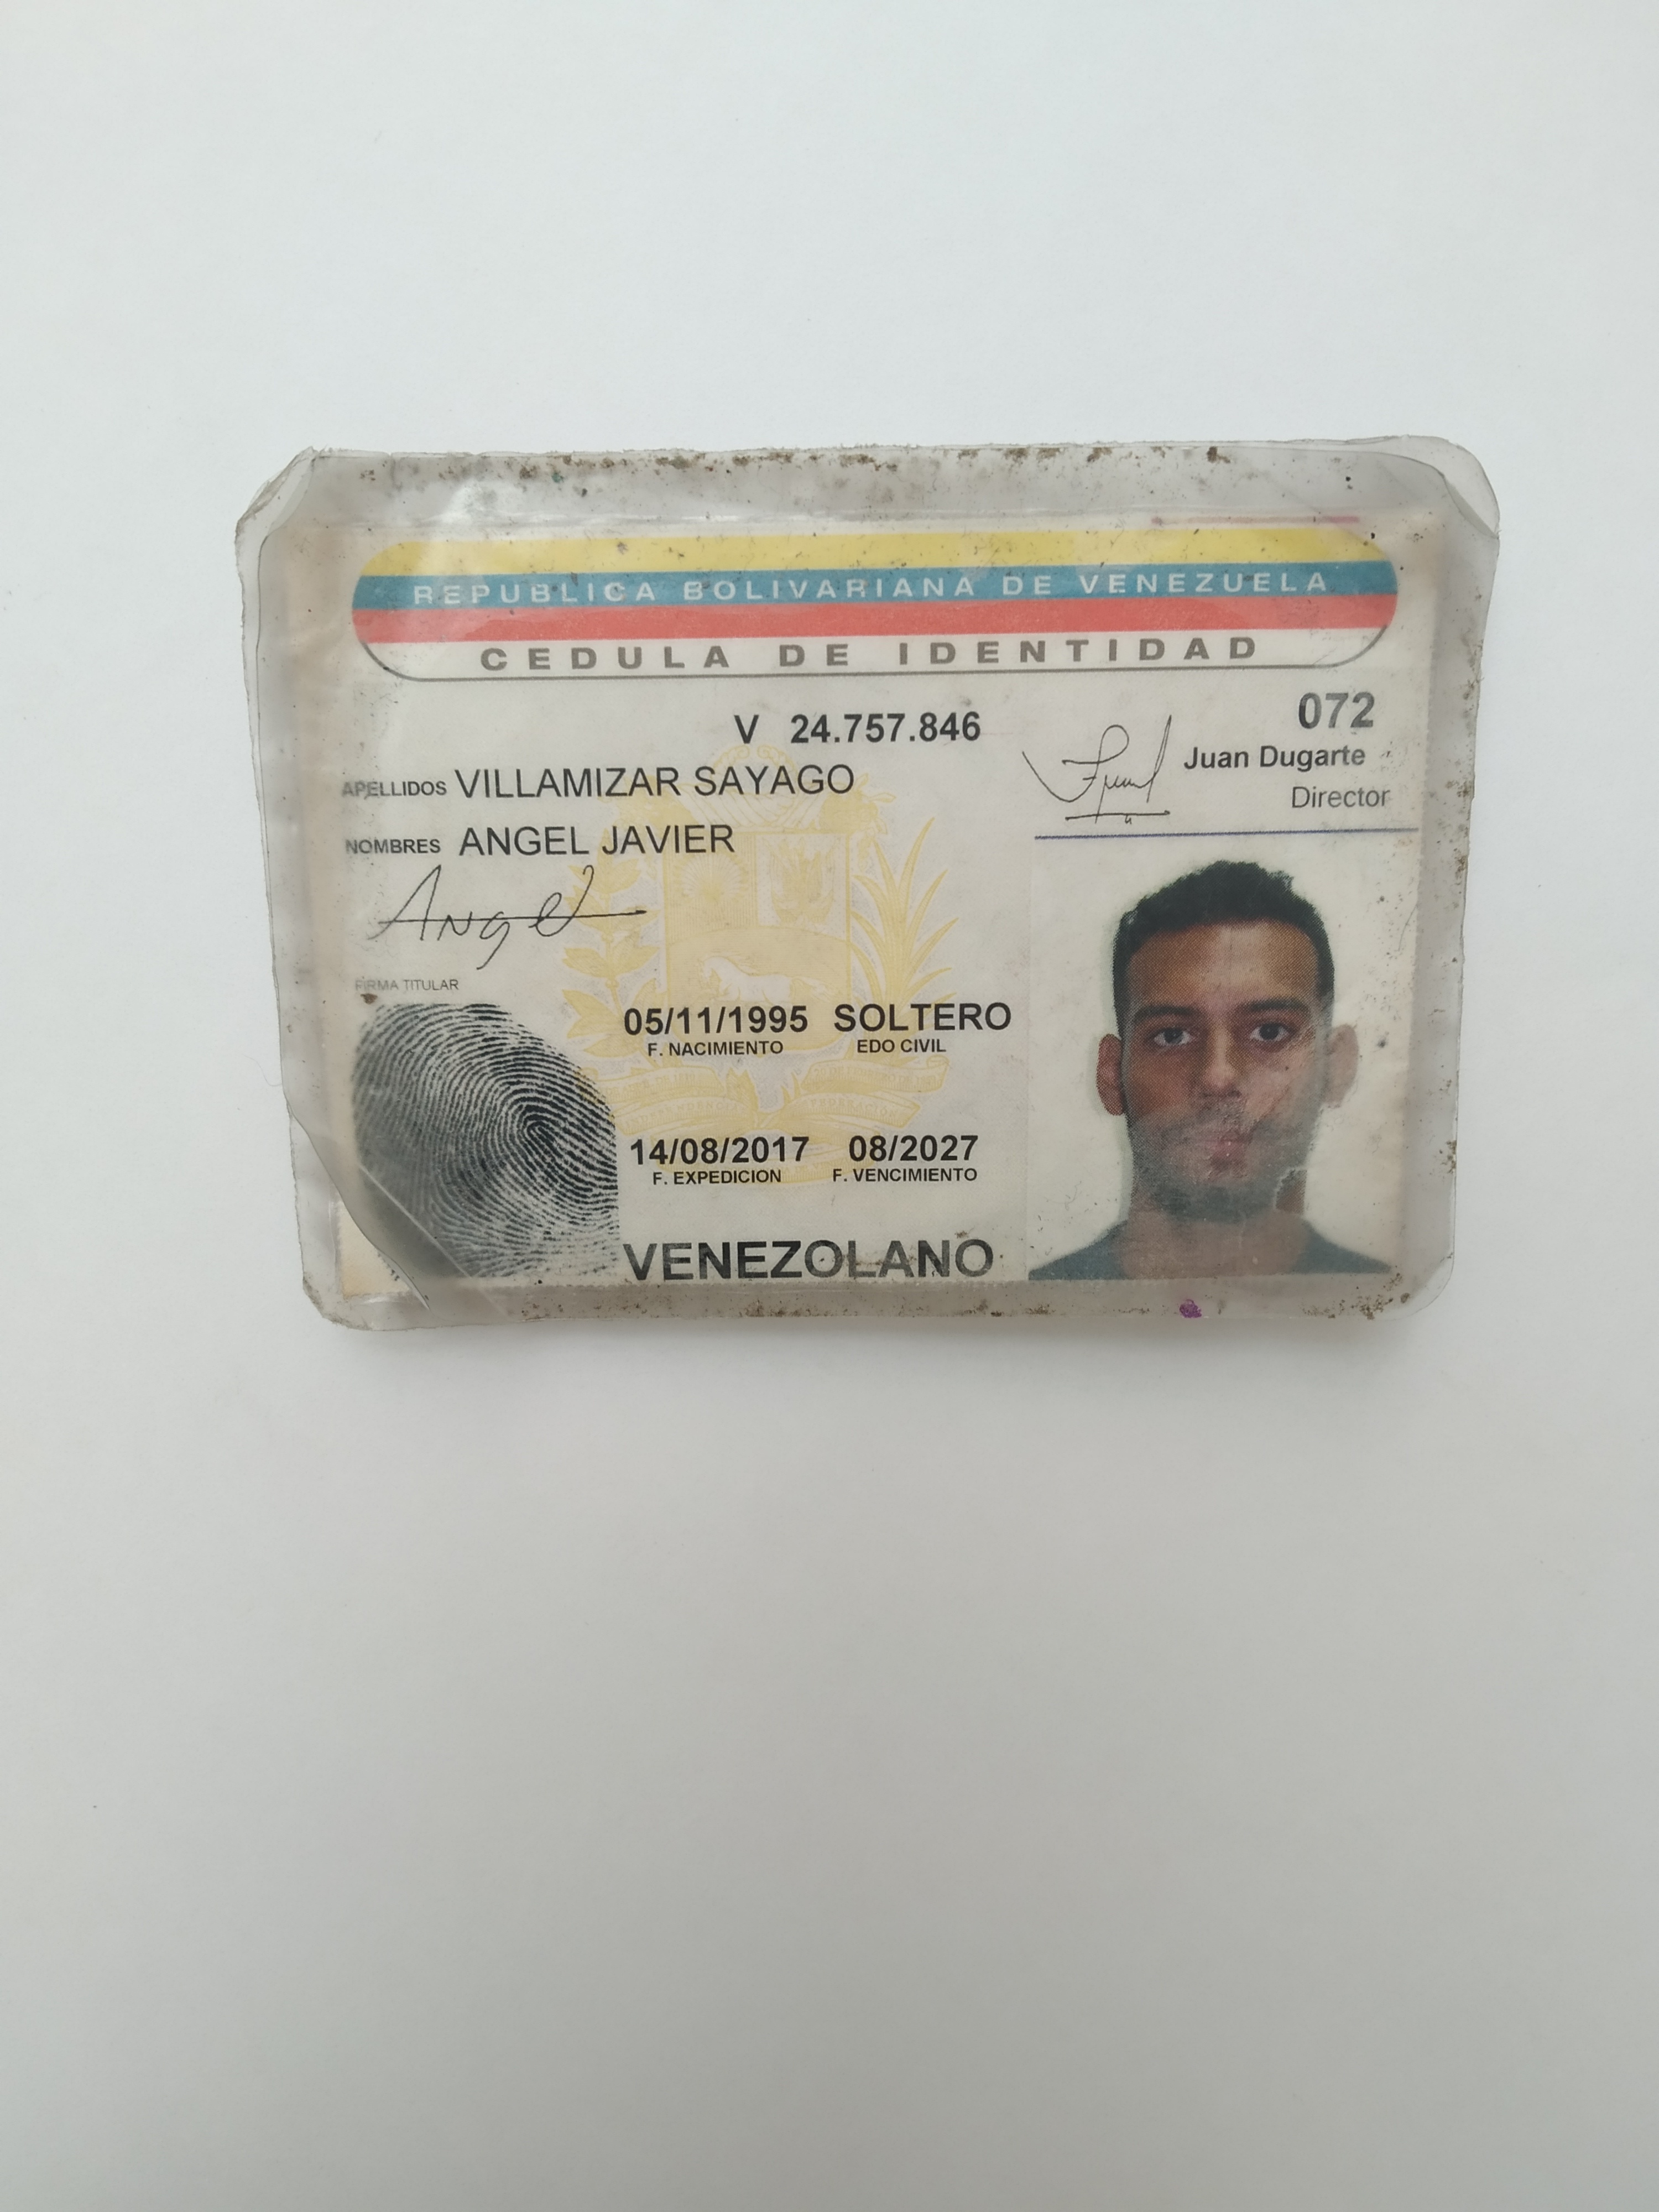 REPUBLICA BOLIVARIANA DE VENEZUELA
CEDULA DE IDENTIDAD
V 24.757.846
072
Juan Dugarte
Director
APELLIDOS VILLAMIZAR SAYAGO
NOMBRES ANGEL JAVIER
Angel
FIRMA TITULAR
05/11/1995 SOLTERO
F. NACIMIENTO EDO CIVIL
14/08/2017 08/2027
F. EXPEDICION F. VENCIMIENTO
VENEZOLANO